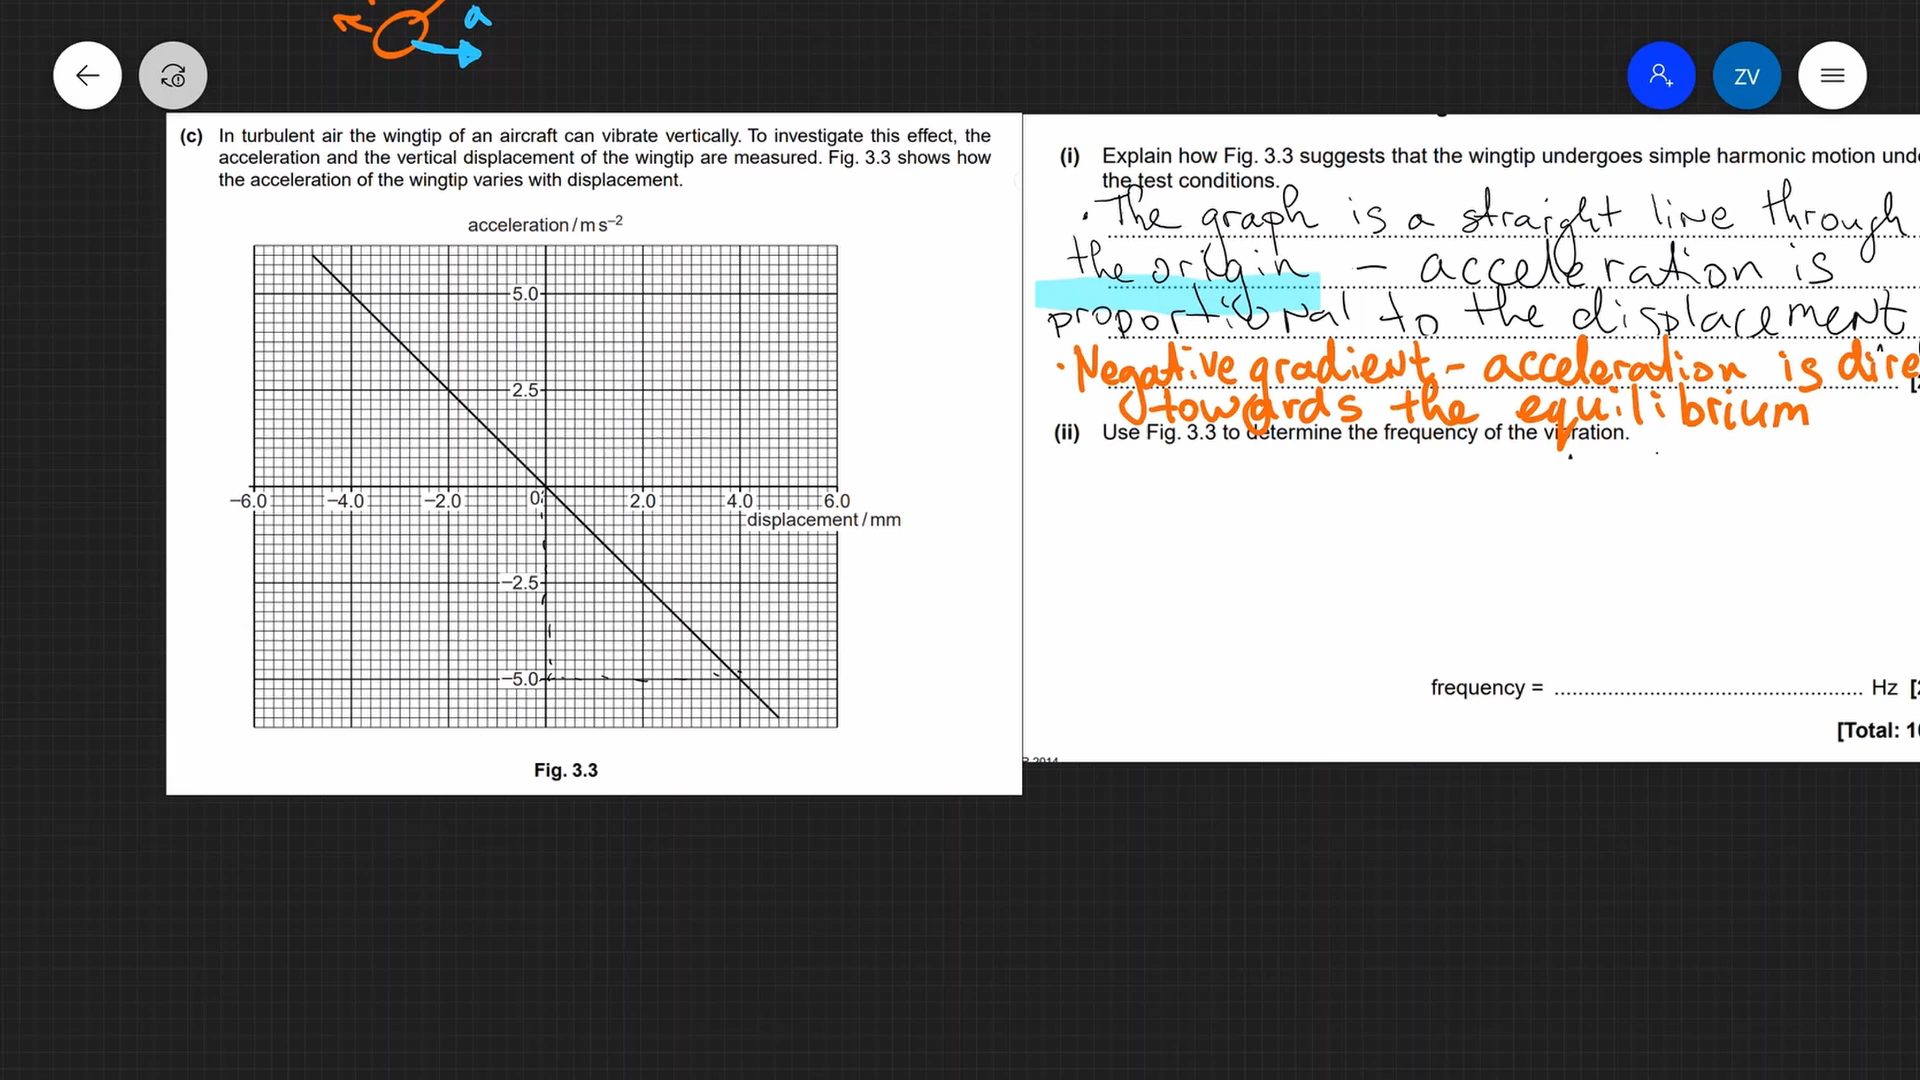 a
ZV
(c) In turbulent air the wingtip of an aircraft can vibrate vertically. To investigate this effect, the
acceleration and the vertical displacement of the wingtip are measured. Fig. 3.3 shows how
the acceleration of the wingtip varies with displacement.
acceleration / m s⁻²
5.0
2.5
−6.0 −4.0 −2.0 0 2.0 4.0 6.0
displacement / mm
−2.5
−5.0
Fig. 3.3
(i) Explain how Fig. 3.3 suggests that the wingtip undergoes simple harmonic motion unde
the test conditions.
• The graph is a straight line through
the origin – acceleration is
proportional to the displacement
• Negative gradient – acceleration is dire
towards the equilibrium
(ii) Use Fig. 3.3 to determine the frequency of the vibration.
frequency = .............................................. Hz [2
[Total: 10
2014